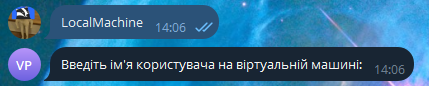 LocalMachine 14:06
VP
Введіть ім'я користувача на віртуальній машині: 14:06